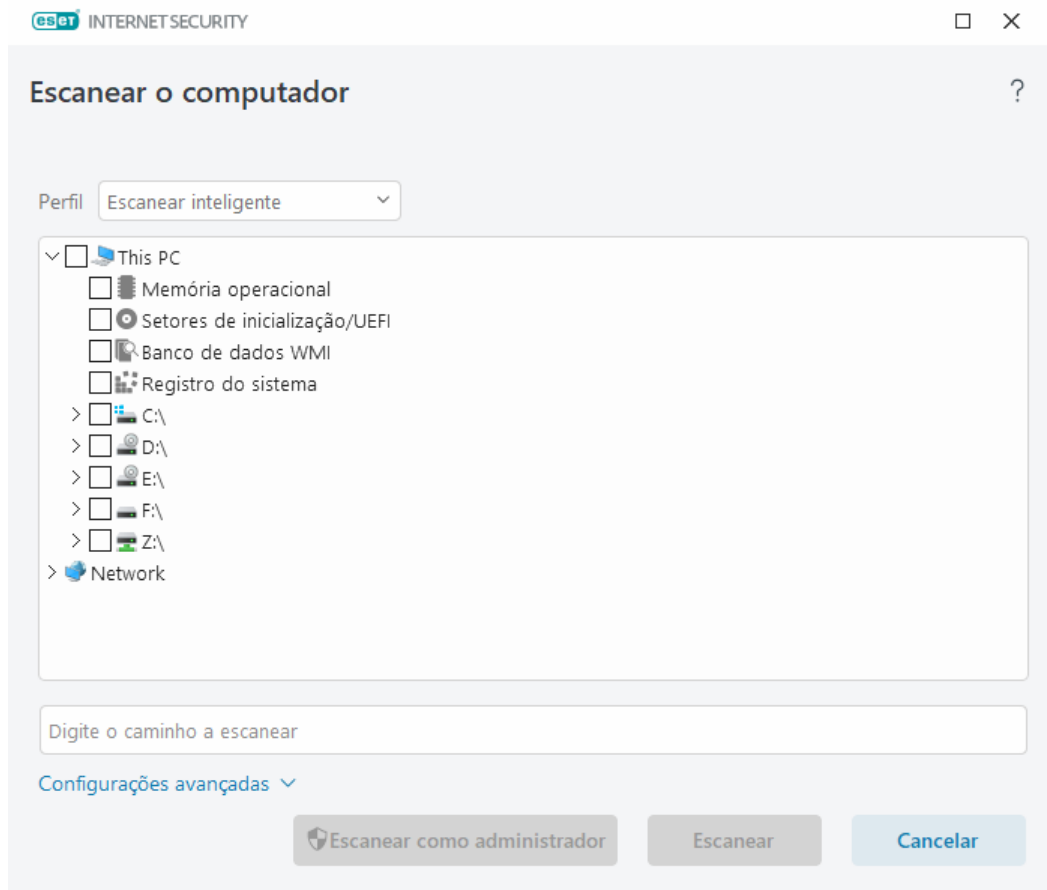 eset INTERNET SECURITY
Escanear o computador
?
Perfil Escanear inteligente
This PC
Memória operacional
Setores de inicialização/UEFI
Banco de dados WMI
Registro do sistema
C:\
D:\
E:\
F:\
Z:\
Network
Digite o caminho a escanear
Configurações avançadas
Escanear como administrador Escanear Cancelar